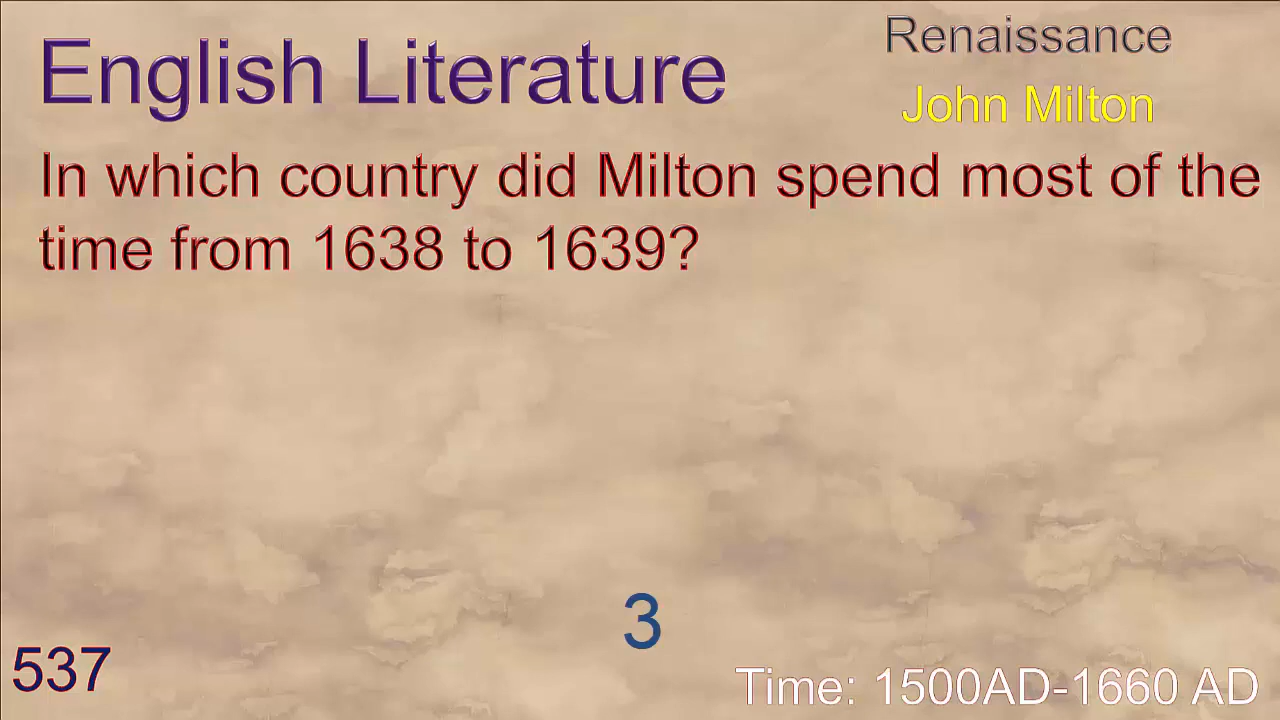 English Literature
Renaissance
John Milton
In which country did Milton spend most of the
time from 1638 to 1639?
3
537
Time: 1500AD-1660 AD